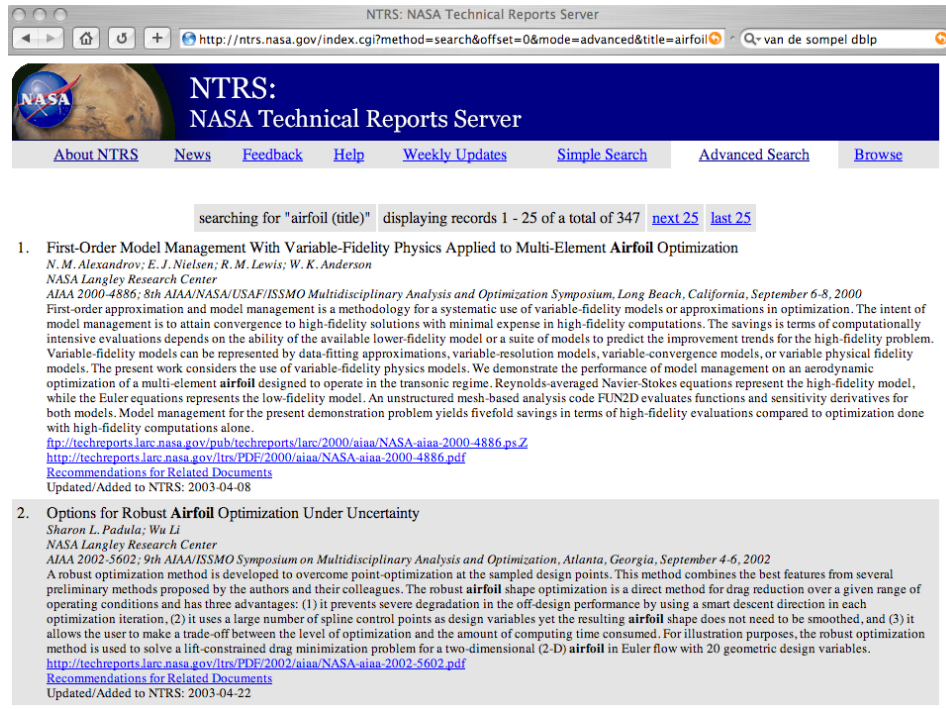 NTRS: NASA Technical Reports Server
http://ntrs.nasa.gov/index.cgi?method=search&offset=0&mode=advanced&title=airfoil
van de sompel dblp
NASA
NTRS:
NASA Technical Reports Server
About NTRS News Feedback Help Weekly Updates Simple Search Advanced Search Browse
searching for "airfoil (title)" displaying records 1 - 25 of a total of 347 next 25 last 25
1. First-Order Model Management With Variable-Fidelity Physics Applied to Multi-Element Airfoil Optimization
N. M. Alexandrov; E. J. Nielsen; R. M. Lewis; W. K. Anderson
NASA Langley Research Center
AIAA 2000-4886; 8th AIAA/NASA/USAF/ISSMO Multidisciplinary Analysis and Optimization Symposium, Long Beach, California, September 6-8, 2000
First-order approximation and model management is a methodology for a systematic use of variable-fidelity models or approximations in optimization. The intent of
model management is to attain convergence to high-fidelity solutions with minimal expense in high-fidelity computations. The savings is terms of computationally
intensive evaluations depends on the ability of the available lower-fidelity model or a suite of models to predict the improvement trends for the high-fidelity problem.
Variable-fidelity models can be represented by data-fitting approximations, variable-resolution models, variable-convergence models, or variable physical fidelity
models. The present work considers the use of variable-fidelity physics models. We demonstrate the performance of model management on an aerodynamic
optimization of a multi-element airfoil designed to operate in the transonic regime. Reynolds-averaged Navier-Stokes equations represent the high-fidelity model,
while the Euler equations represents the low-fidelity model. An unstructured mesh-based analysis code FUN2D evaluates functions and sensitivity derivatives for
both models. Model management for the present demonstration problem yields fivefold savings in terms of high-fidelity evaluations compared to optimization done
with high-fidelity computations alone.
ftp://techreports.larc.nasa.gov/pub/techreports/larc/2000/aiaa/NASA-aiaa-2000-4886.ps.Z
http://techreports.larc.nasa.gov/ltrs/PDF/2000/aiaa/NASA-aiaa-2000-4886.pdf
Recommendations for Related Documents
Updated/Added to NTRS: 2003-04-08
2. Options for Robust Airfoil Optimization Under Uncertainty
Sharon L. Padula; Wu Li
NASA Langley Research Center
AIAA 2002-5602; 9th AIAA/ISSMO Symposium on Multidisciplinary Analysis and Optimization, Atlanta, Georgia, September 4-6, 2002
A robust optimization method is developed to overcome point-optimization at the sampled design points. This method combines the best features from several
preliminary methods proposed by the authors and their colleagues. The robust airfoil shape optimization is a direct method for drag reduction over a given range of
operating conditions and has three advantages: (1) it prevents severe degradation in the off-design performance by using a smart descent direction in each
optimization iteration, (2) it uses a large number of spline control points as design variables yet the resulting airfoil shape does not need to be smoothed, and (3) it
allows the user to make a trade-off between the level of optimization and the amount of computing time consumed. For illustration purposes, the robust optimization
method is used to solve a lift-constrained drag minimization problem for a two-dimensional (2-D) airfoil in Euler flow with 20 geometric design variables.
http://techreports.larc.nasa.gov/ltrs/PDF/2002/aiaa/NASA-aiaa-2002-5602.pdf
Recommendations for Related Documents
Updated/Added to NTRS: 2003-04-22